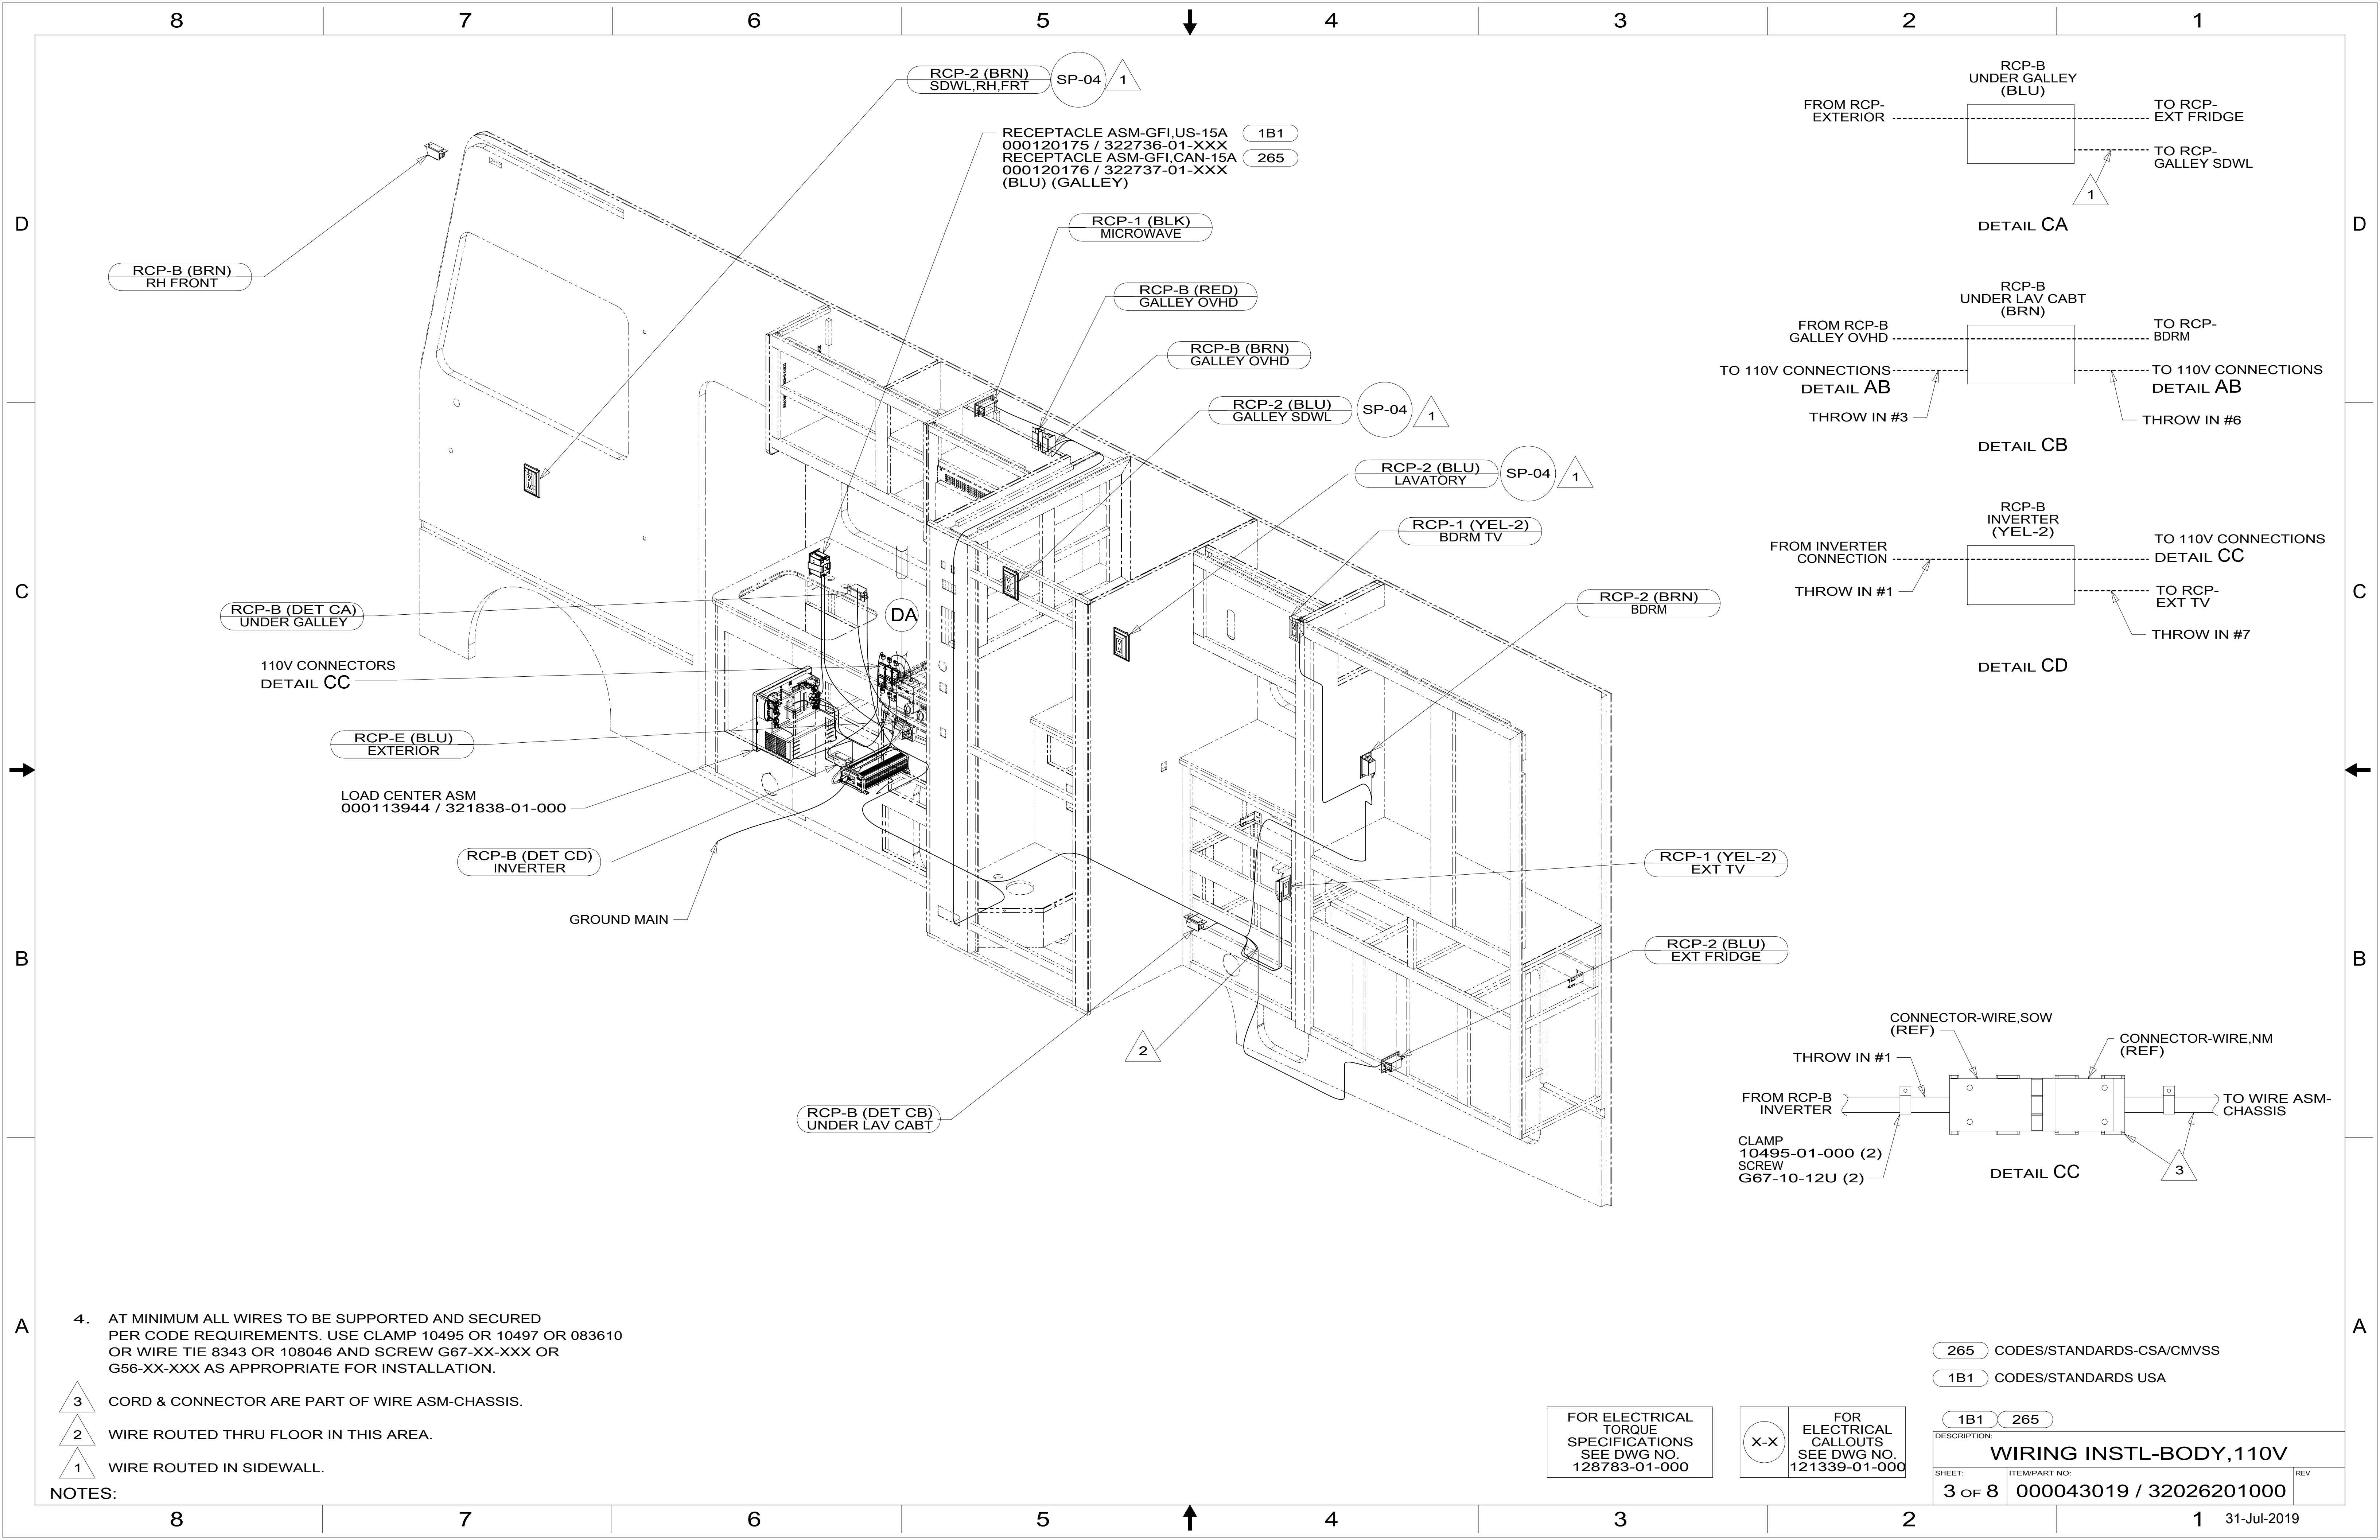 8 7 6 5 4 3 2 1
D
C
B
A
RCP-2 (BRN)
SDWL,RH,FRT
SP-04
1
RECEPTACLE ASM-GFI,US-15A 1B1
000120175 / 322736-01-XXX
RECEPTACLE ASM-GFI,CAN-15A 265
000120176 / 322737-01-XXX
(BLU) (GALLEY)
RCP-1 (BLK)
MICROWAVE
RCP-B (BRN)
RH FRONT
RCP-B (RED)
GALLEY OVHD
RCP-B (BRN)
GALLEY OVHD
RCP-2 (BLU)
GALLEY SDWL
SP-04
1
RCP-2 (BLU)
LAVATORY
SP-04
1
RCP-1 (YEL-2)
BDRM TV
RCP-2 (BRN)
BDRM
RCP-B (DET CA)
UNDER GALLEY
DA
110V CONNECTORS
DETAIL CC
RCP-E (BLU)
EXTERIOR
LOAD CENTER ASM
000113944 / 321838-01-000
RCP-B (DET CD)
INVERTER
GROUND MAIN
RCP-1 (YEL-2)
EXT TV
RCP-2 (BLU)
EXT FRIDGE
2
RCP-B (DET CB)
UNDER LAV CABT
RCP-B
UNDER GALLEY
(BLU)
FROM RCP-
EXTERIOR
TO RCP-
EXT FRIDGE
TO RCP-
GALLEY SDWL
1
DETAIL CA
RCP-B
UNDER LAV CABT
(BRN)
FROM RCP-B
GALLEY OVHD
TO RCP-
BDRM
TO 110V CONNECTIONS
DETAIL AB
TO 110V CONNECTIONS
DETAIL AB
THROW IN #3
THROW IN #6
DETAIL CB
RCP-B
INVERTER
(YEL-2)
FROM INVERTER
CONNECTION
TO 110V CONNECTIONS
DETAIL CC
THROW IN #1
TO RCP-
EXT TV
THROW IN #7
DETAIL CD
CONNECTOR-WIRE,SOW
(REF)
CONNECTOR-WIRE,NM
(REF)
THROW IN #1
FROM RCP-B
INVERTER
TO WIRE ASM-
CHASSIS
CLAMP
10495-01-000 (2)
SCREW
G67-10-12U (2)
3
DETAIL CC
4. AT MINIMUM ALL WIRES TO BE SUPPORTED AND SECURED
PER CODE REQUIREMENTS. USE CLAMP 10495 OR 10497 OR 083610
OR WIRE TIE 8343 OR 108046 AND SCREW G67-XX-XXX OR
G56-XX-XXX AS APPROPRIATE FOR INSTALLATION.
3 CORD & CONNECTOR ARE PART OF WIRE ASM-CHASSIS.
2 WIRE ROUTED THRU FLOOR IN THIS AREA.
1 WIRE ROUTED IN SIDEWALL.
NOTES:
FOR ELECTRICAL
TORQUE
SPECIFICATIONS
SEE DWG NO.
128783-01-000
X-X
FOR
ELECTRICAL
CALLOUTS
SEE DWG NO.
121339-01-000
265 CODES/STANDARDS-CSA/CMVSS
1B1 CODES/STANDARDS USA
1B1 265
DESCRIPTION:
WIRING INSTL-BODY,110V
SHEET: ITEM/PART NO: REV
3 OF 8 000043019 / 32026201000
D
C
B
A
8 7 6 5 4 3 2 1
31-Jul-2019